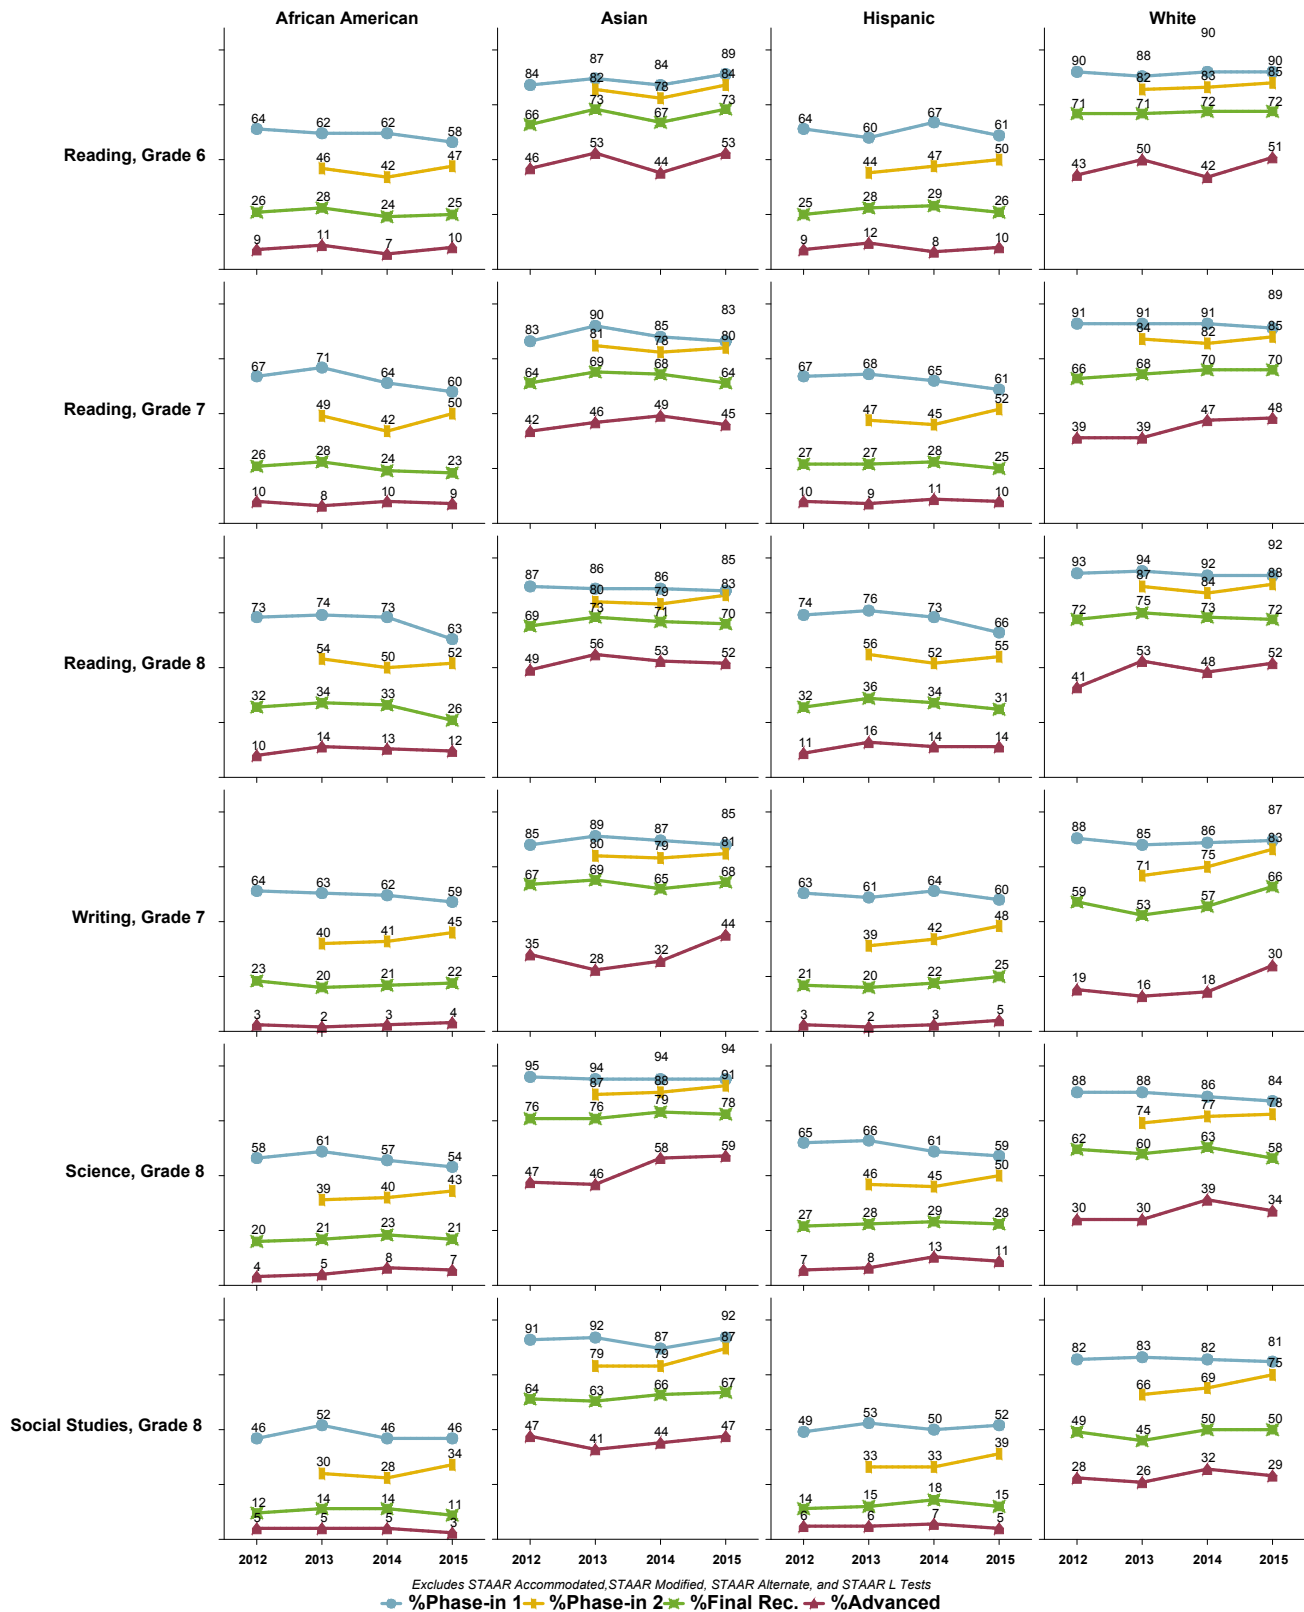 African American Asian Hispanic White
Reading, Grade 6
64 62 62 58
46 42 47
26 28 24 25
9 11 7 10
84 87 84 89
82 78 84
66 73 67 73
46 53 44 53
64 60 67 61
44 47 50
25 28 29 26
9 12 8 10
90 88 90 90
82 83 85
71 71 72 72
43 50 42 51
Reading, Grade 7
67 71 64 60
49 42 50
26 28 24 23
10 8 10 9
83 90 85 83
81 78 80
64 69 68 64
42 46 49 45
67 68 65 61
47 45 52
27 27 28 25
10 9 11 10
91 91 91 89
84 82 85
66 68 70 70
39 39 47 48
Reading, Grade 8
73 74 73 63
54 50 52
32 34 33 26
10 14 13 12
87 86 86 85
80 79 83
69 73 71 70
49 56 53 52
74 76 73 66
56 52 55
32 36 34 31
11 16 14 14
93 94 92 92
87 84 88
72 75 73 72
41 53 48 52
Writing, Grade 7
64 63 62 59
40 41 45
23 20 21 22
3 2 3 4
85 89 87 85
80 79 81
67 69 65 68
35 28 32 44
63 61 64 60
39 42 48
21 20 22 25
3 2 3 5
88 85 86 87
71 75 83
59 53 57 66
19 16 18 30
Science, Grade 8
58 61 57 54
39 40 43
20 21 23 21
4 5 8 7
95 94 94 94
87 88 91
76 76 79 78
47 46 58 59
65 66 61 59
46 45 50
27 28 29 28
7 8 13 11
88 88 86 84
74 77 78
62 60 63 58
30 30 39 34
Social Studies, Grade 8
46 52 46 46
30 28 34
12 14 14 11
5 5 5 3
91 92 87 92
79 79 87
64 63 66 67
47 41 44 47
49 53 50 52
33 33 39
14 15 18 15
6 6 7 5
82 83 82 81
66 69 75
49 45 50 50
28 26 32 29
2012 2013 2014 2015 2012 2013 2014 2015 2012 2013 2014 2015 2012 2013 2014 2015
Excludes STAAR Accommodated,STAAR Modified, STAAR Alternate, and STAAR L Tests
%Phase-in 1 %Phase-in 2 %Final Rec. %Advanced